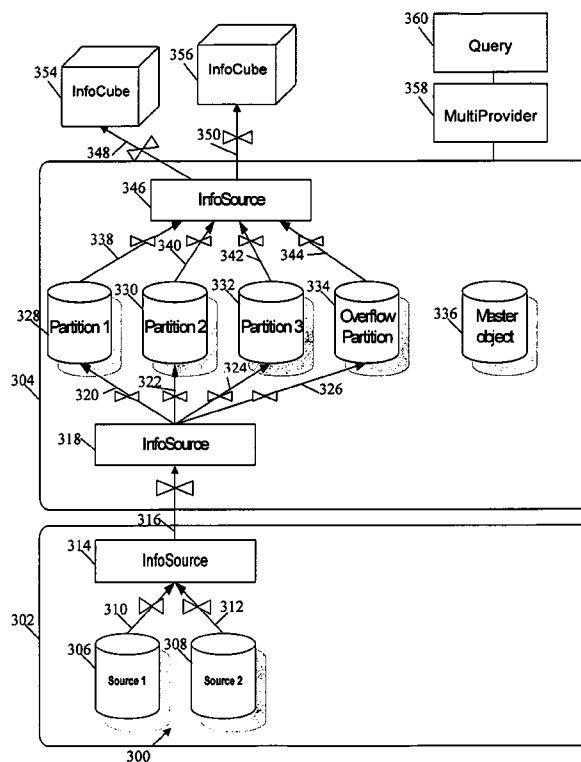 360
Query
356
InfoCube
354
InfoCube
358
MultiProvider
348
350
346
InfoSource
338
340
342
344
328
Partition 1
330
Partition 2
332
Partition 3
334
Overflow
Partition
336
Master
object
304
320
322
324
326
318
InfoSource
316
314
InfoSource
302
310
312
306
Source 1
308
Source 2
300